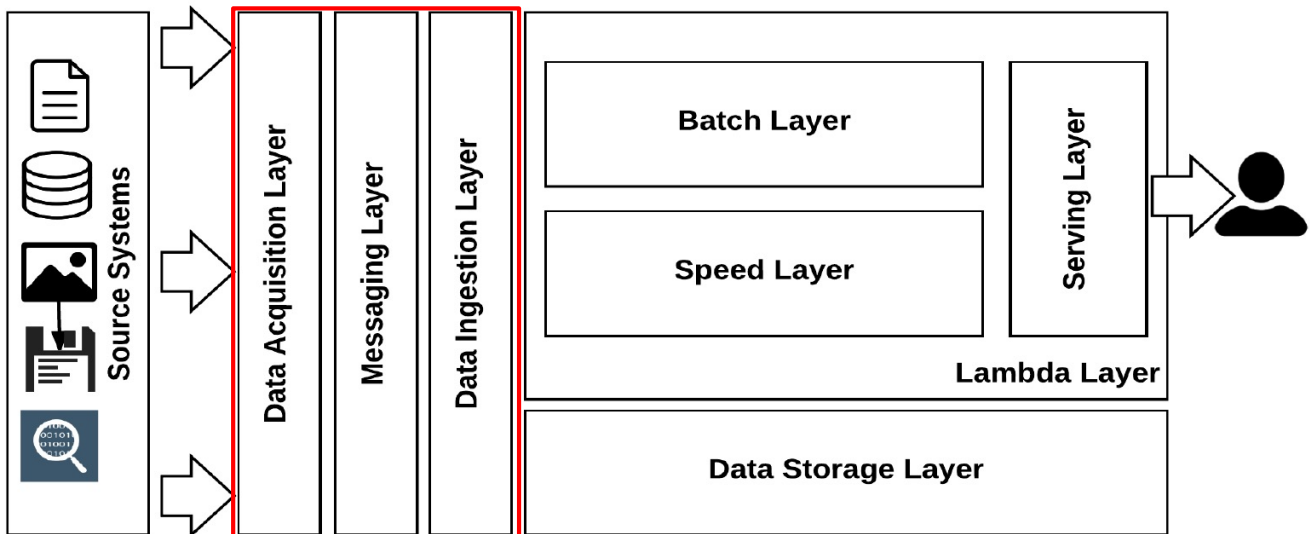 Source Systems
Data Acquisition Layer
Messaging Layer
Data Ingestion Layer
Batch Layer
Speed Layer
Serving Layer
Lambda Layer
Data Storage Layer